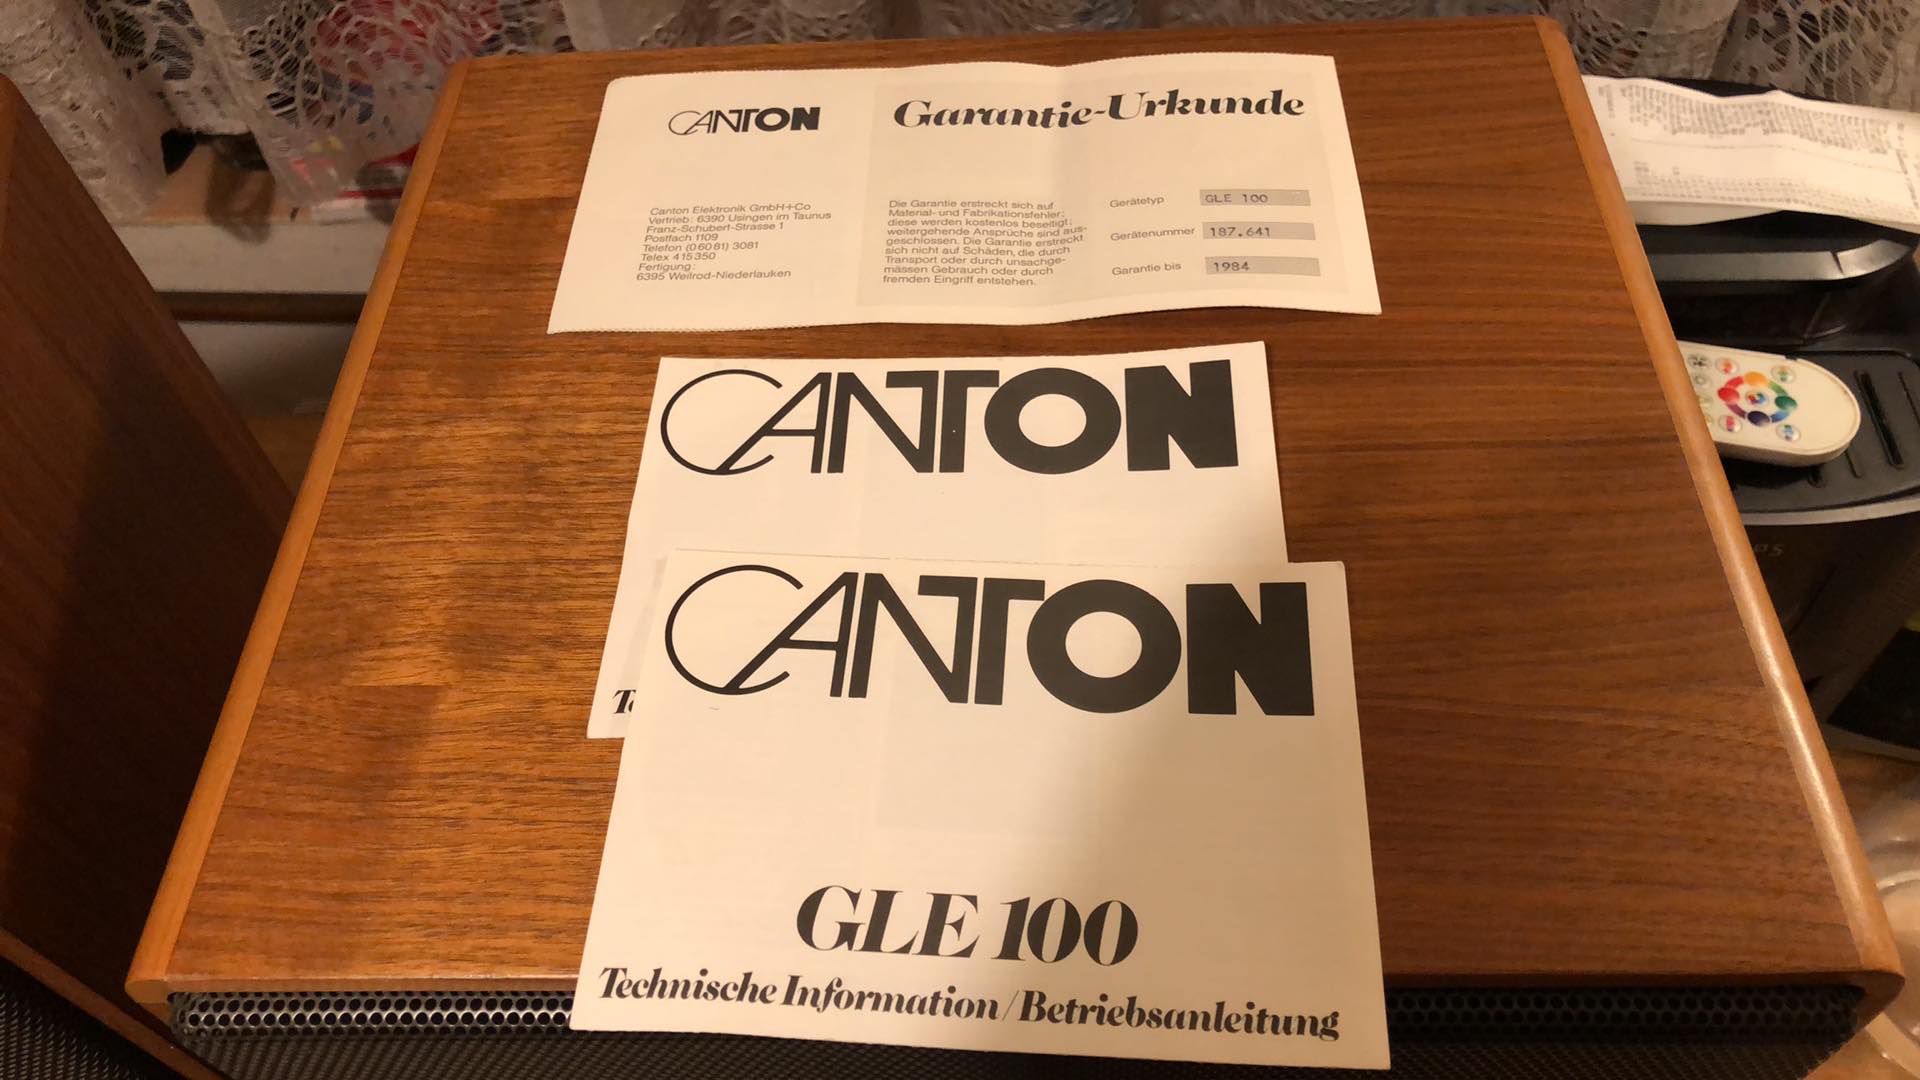 CANTON
Garantie-Urkunde
Canton Elektronik GmbH+Co
Vertrieb: 6390 Usingen im Taunus
Franz-Schubert-Strasse 1
Postfach 1109
Telefon (06081) 3081
Telex 415350
Fertigung:
6395 Weilrod-Niederlauken
Die Garantie erstreckt sich auf
Material- und Fabrikationsfehler;
diese werden kostenlos beseitigt;
weitergehende Ansprüche sind aus-
geschlossen. Die Garantie erstreckt
sich nicht auf Schäden, die durch
Transport oder durch unsachge-
mässen Gebrauch oder durch
fremden Eingriff entstehen.
Gerätetyp GLE 100
Gerätenummer 187.641
Garantie bis 1984
CANTON
CANTON
GLE 100
Technische Information/Betriebsanleitung